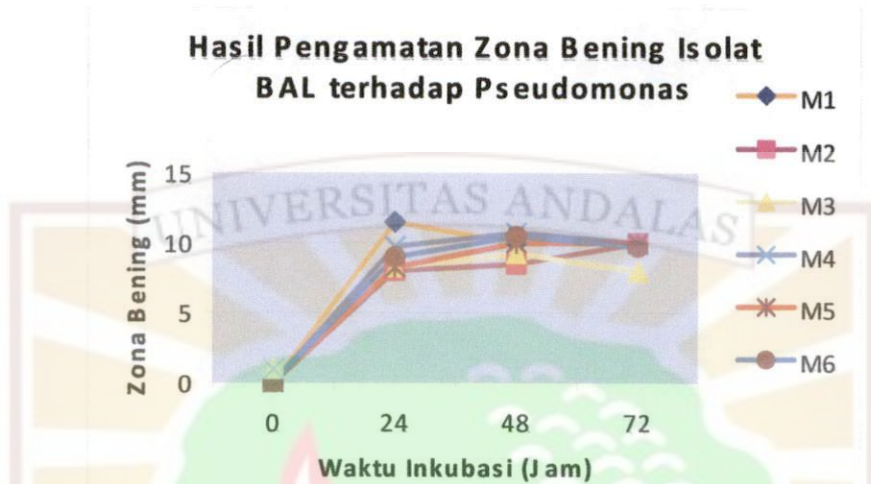 Hasil Pengamatan Zona Bening Isolat
BAL terhadap Pseudomonas
M1
M2
M3
M4
M5
M6
Zona Bening (mm)
15
10
5
0
UNIVERSITAS ANDALAS
0 24 48 72
Waktu Inkubasi (Jam)